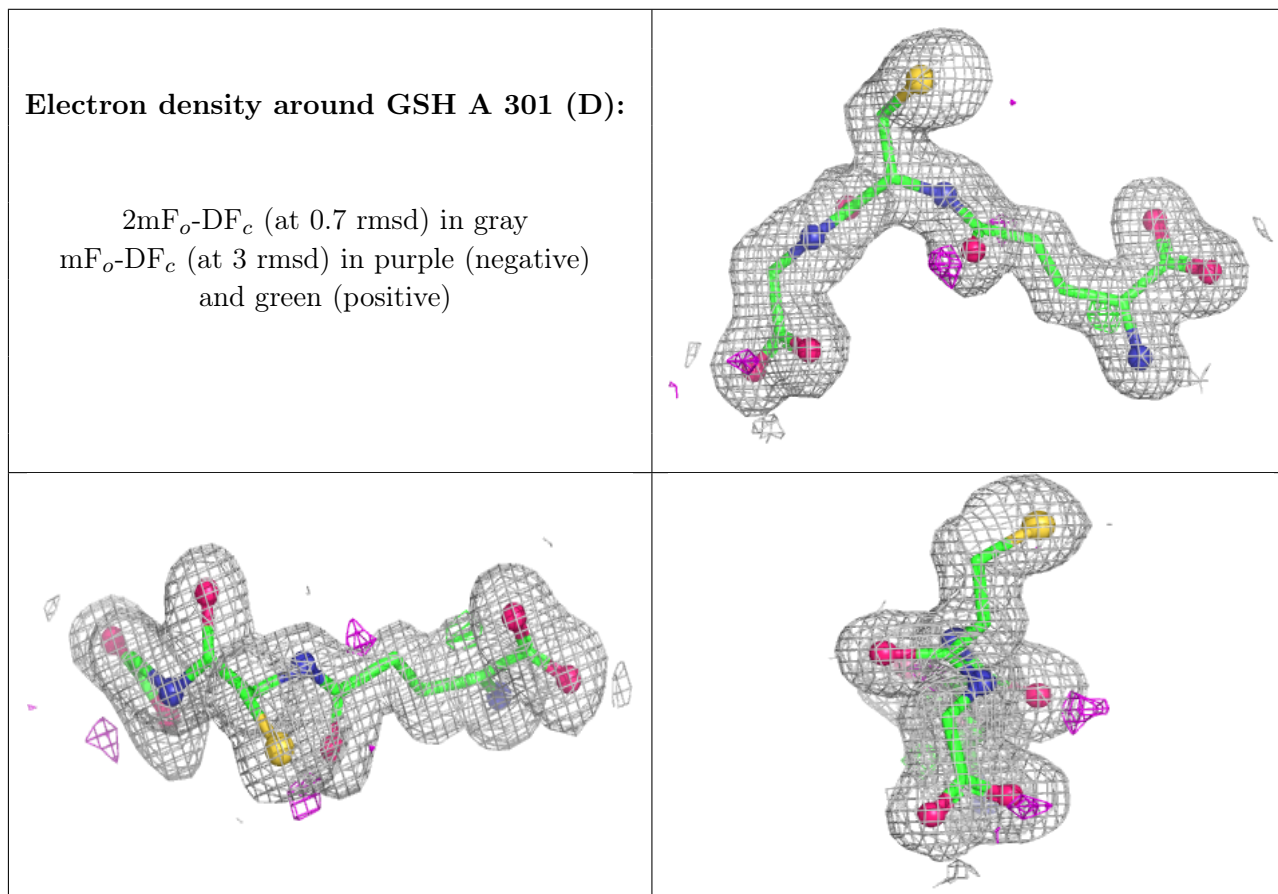 Electron density around GSH A 301 (D):
2mFo-DFc (at 0.7 rmsd) in gray
mFo-DFc (at 3 rmsd) in purple (negative)
and green (positive)